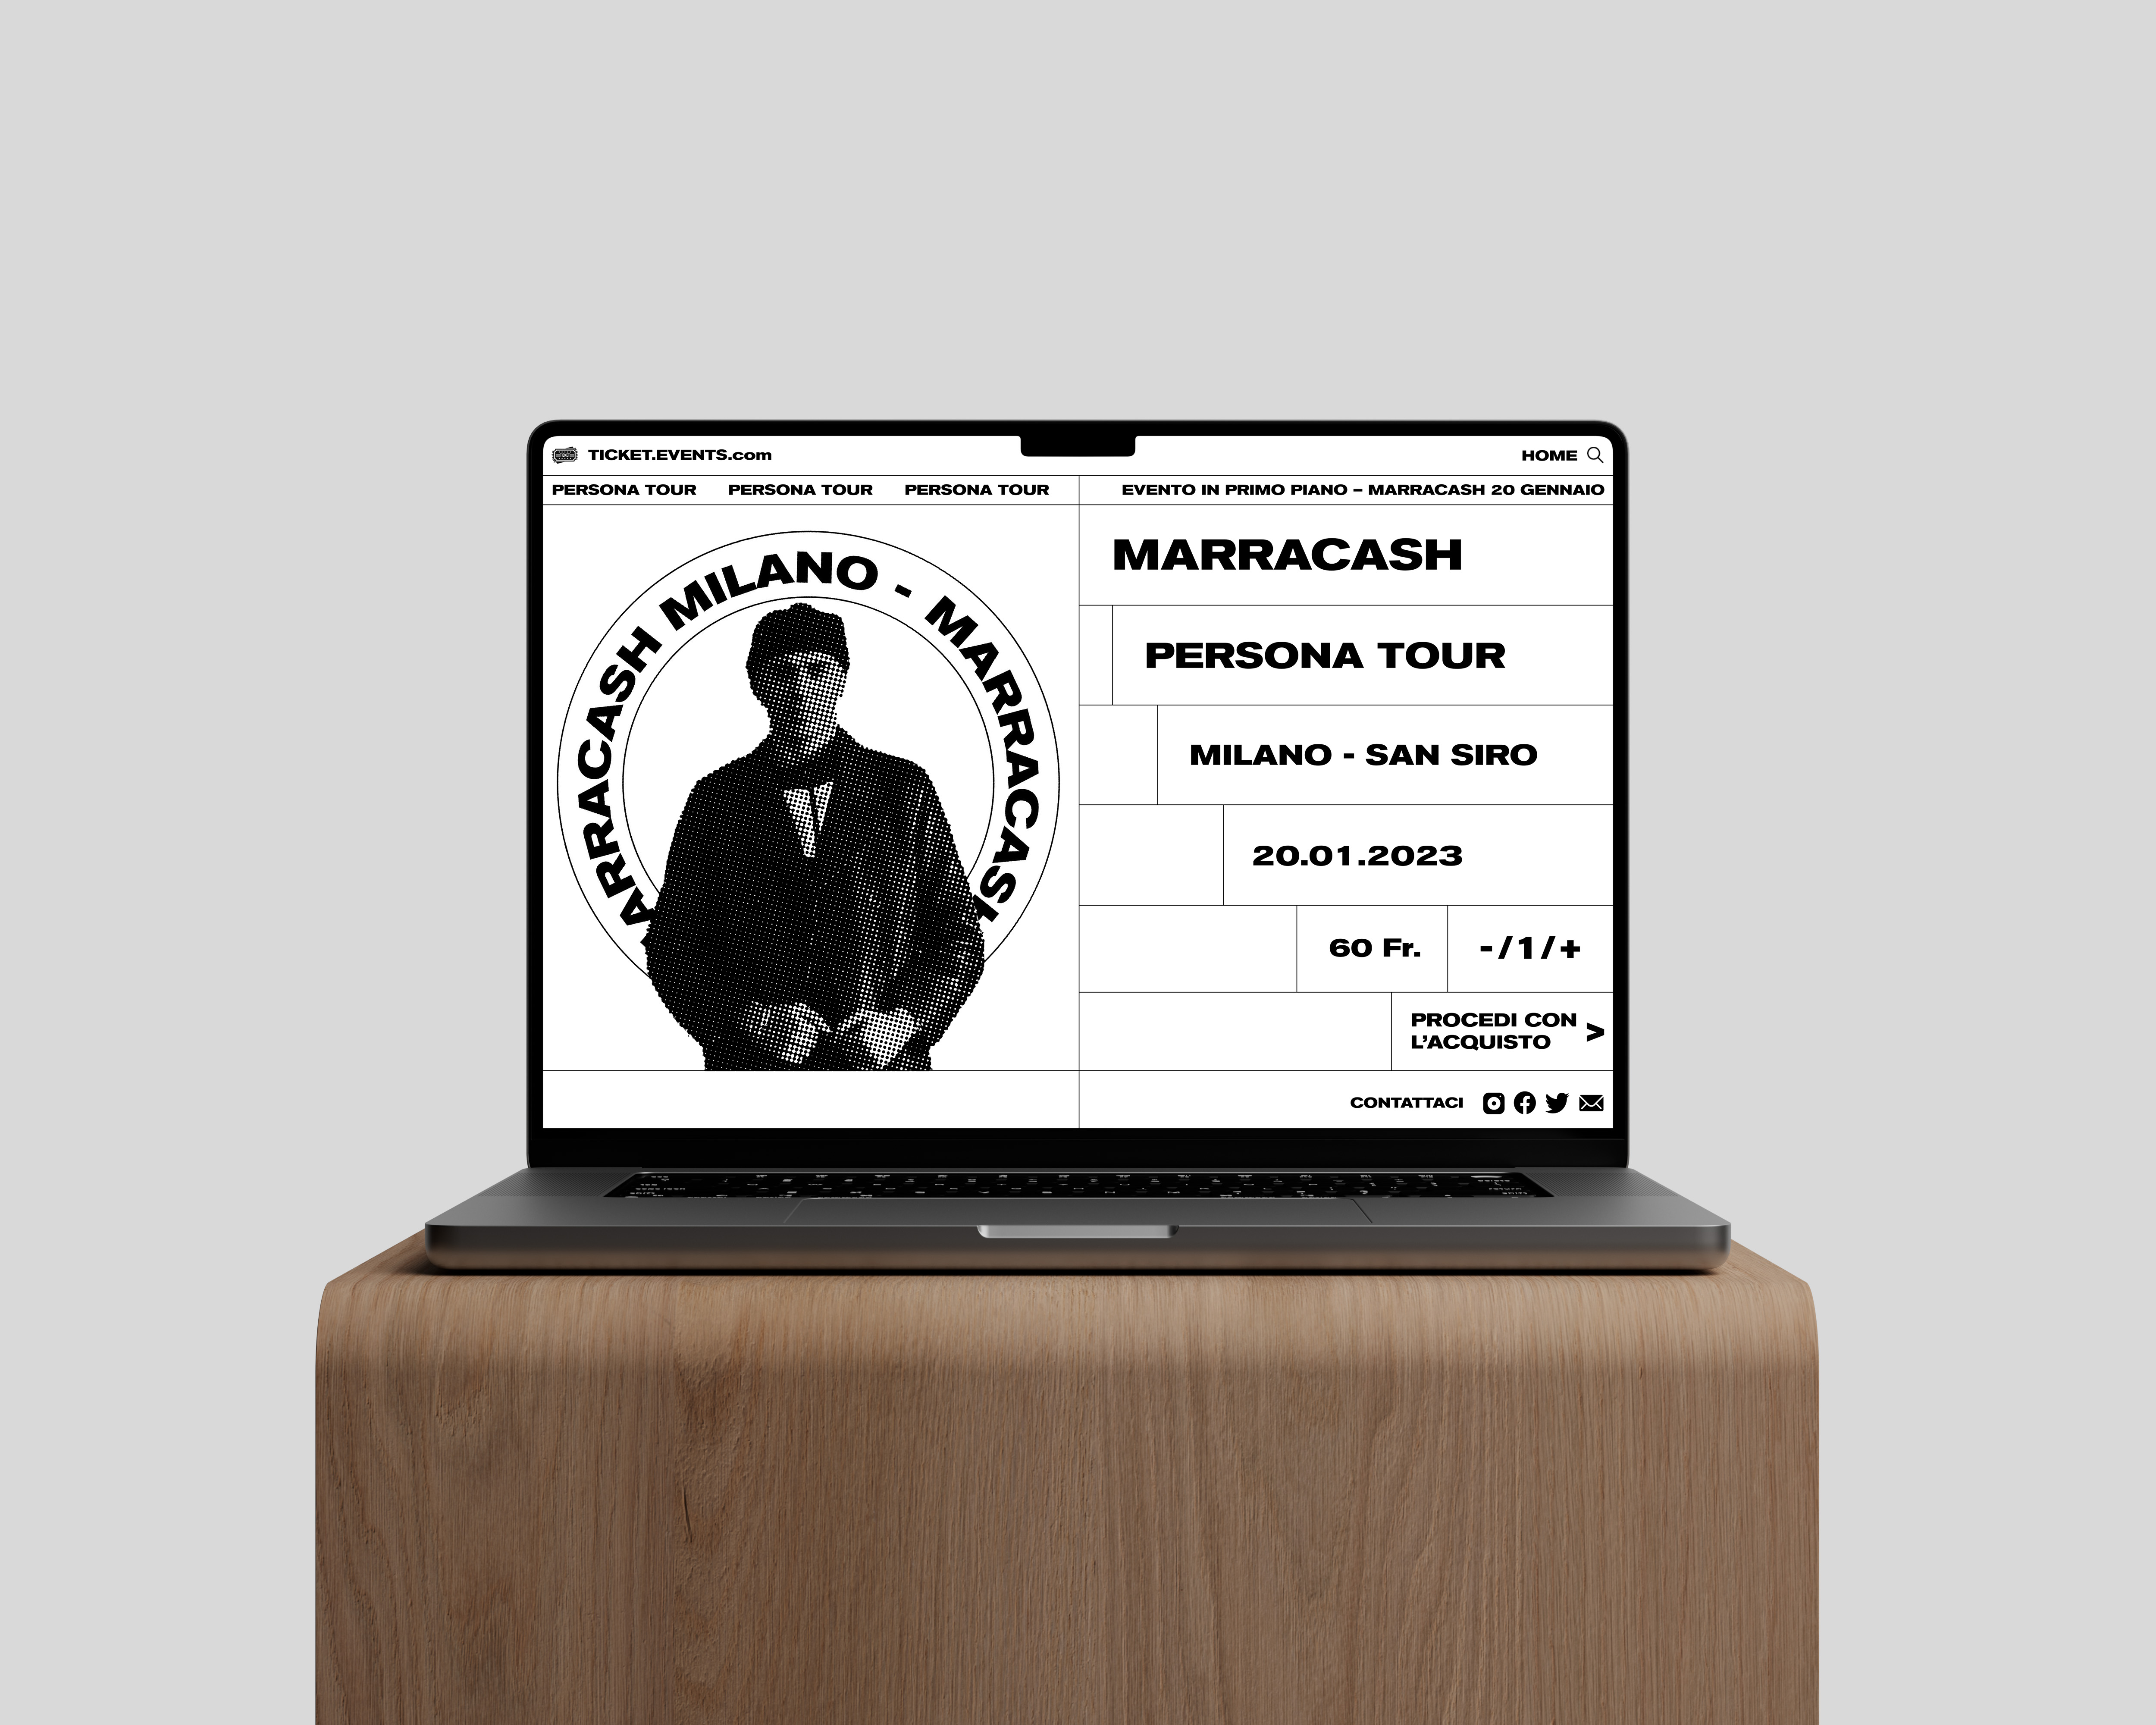 TICKET.EVENTS.com
HOME
PERSONA TOUR PERSONA TOUR PERSONA TOUR
EVENTO IN PRIMO PIANO – MARRACASH 20 GENNAIO
ARRACASH MILANO - MARRACASH
MARRACASH
PERSONA TOUR
MILANO - SAN SIRO
20.01.2023
60 Fr.
-/1/+
PROCEDI CON
L'ACQUISTO >
CONTATTACI